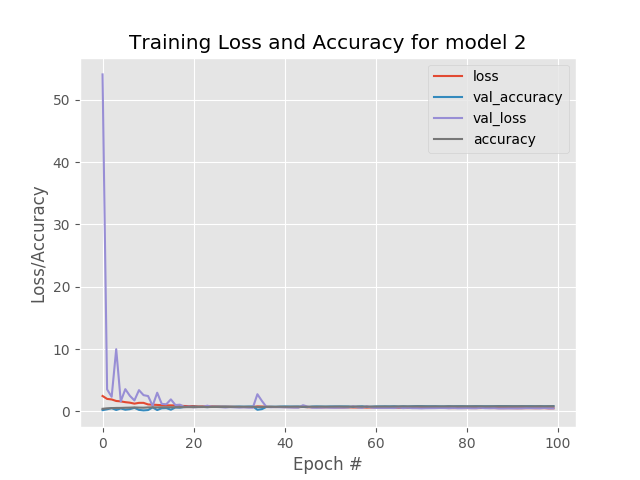 Training Loss and Accuracy for model 2
loss
val_accuracy
val_loss
accuracy
50
40
30
20
10
0
Loss/Accuracy
0 20 40 60 80 100
Epoch #